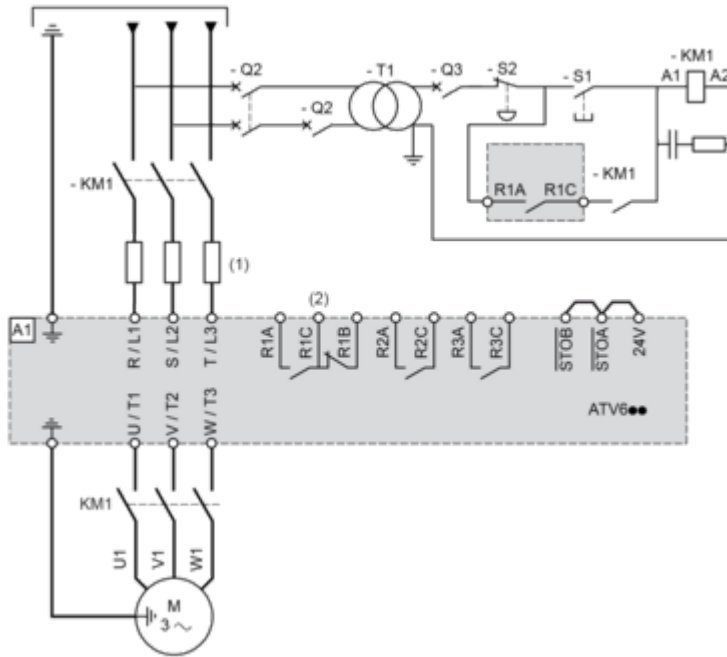 - Q2
- T1
- Q3
- S2
- S1
- KM1
A1
A2
- Q2
- KM1
R1A
R1C
- KM1
(1)
(2)
A1
R / L1
S / L2
T / L3
R1A
R1C
R1B
R2A
R2C
R3A
R3C
STOB
STOA
24V
U / T1
V / T2
W / T3
ATV6●●
KM1
U1
V1
W1
M
3 ~